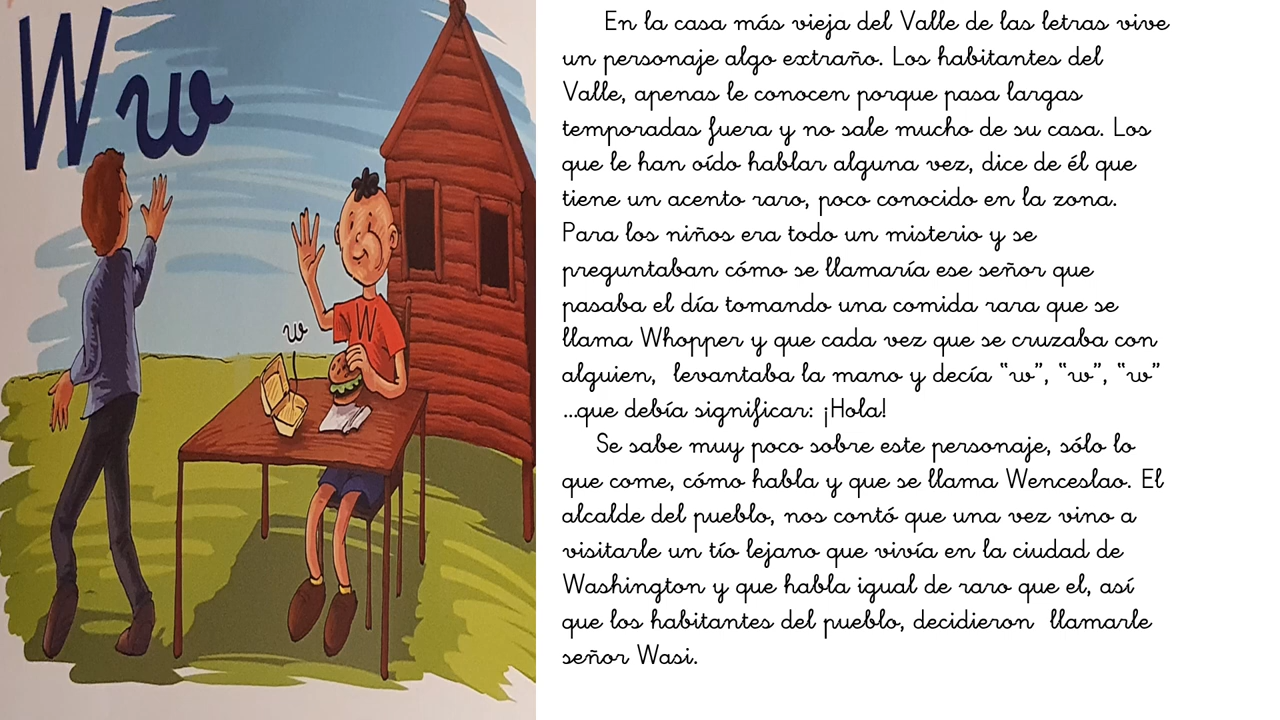 W w
w
W
En la casa más vieja del Valle de las letras vive
un personaje algo extraño. Los habitantes del
Valle, apenas le conocen porque pasa largas
temporadas fuera y no sale mucho de su casa. Los
que le han oído hablar alguna vez, dice de él que
tiene un acento raro, poco conocido en la zona.
Para los niños era todo un misterio y se
preguntaban cómo se llamaría ese señor que
pasaba el día tomando una comida rara que se
llama Whopper y que cada vez que se cruzaba con
alguien,  levantaba la mano y decía "w", "w", "w"
...que debía significar: ¡Hola!
Se sabe muy poco sobre este personaje, sólo lo
que come, cómo habla y que se llama Wenceslao. El
alcalde del pueblo, nos contó que una vez vino a
visitarle un tío lejano que vivía en la ciudad de
Washington y que habla igual de raro que el, así
que los habitantes del pueblo, decidieron  llamarle
señor Wasi.